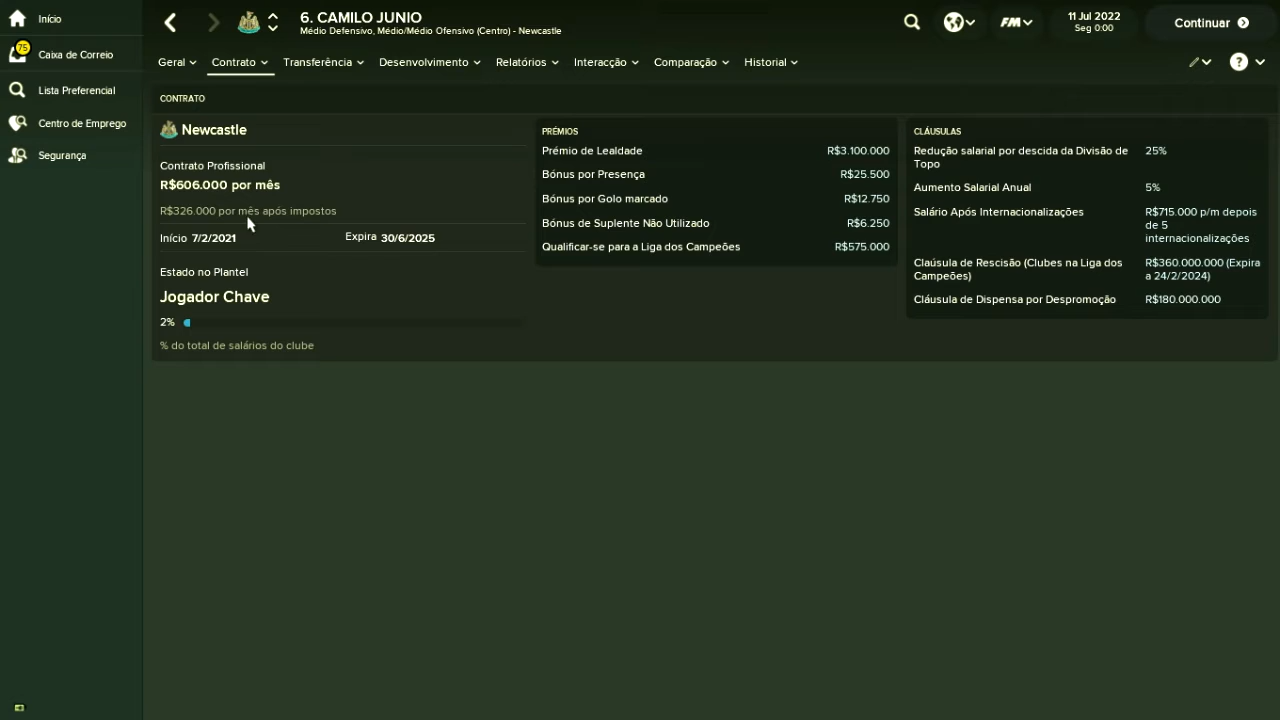 Início
75
Caixa de Correio
Lista Preferencial
Centro de Emprego
Segurança
6. CAMILO JUNIO
Médio Defensivo, Médio/Médio Ofensivo (Centro) - Newcastle
FM
11 Jul 2022
Seg 0:00
Continuar
Geral
Contrato
Transferência
Desenvolvimento
Relatórios
Interacção
Comparação
Historial
?
CONTRATO
Newcastle
Contrato Profissional
R$606.000 por mês
R$326.000 por mês após impostos
Início 7/2/2021
Expira 30/6/2025
Estado no Plantel
Jogador Chave
2%
% do total de salários do clube
PRÉMIOS
Prémio de Lealdade R$3.100.000
Bónus por Presença R$25.500
Bónus por Golo marcado R$12.750
Bónus de Suplente Não Utilizado R$6.250
Qualificar-se para a Liga dos Campeões R$575.000
CLÁUSULAS
Redução salarial por descida da Divisão de 25%
Topo
Aumento Salarial Anual 5%
Salário Após Internacionalizações R$715.000 p/m depois
de 5
internacionalizações
Claúsula de Rescisão (Clubes na Liga dos R$360.000.000 (Expira
Campeões) a 24/2/2024)
Cláusula de Dispensa por Despromoção R$180.000.000